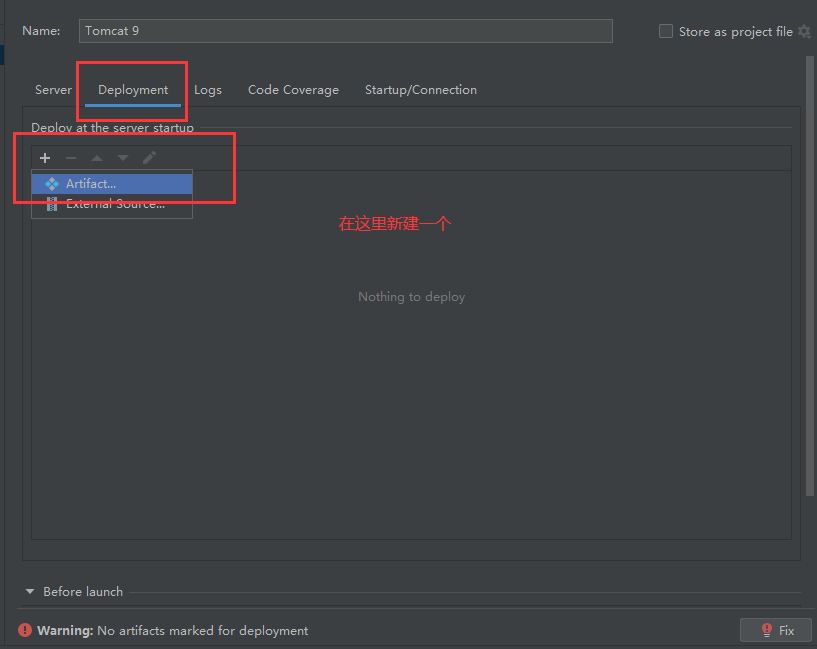 Name: Tomcat 9 Store as project file
Server Deployment Logs Code Coverage Startup/Connection
Deploy at the server startup
Artifact...
External Source...
在这里新建一个
Nothing to deploy
Before launch
Warning: No artifacts marked for deployment Fix